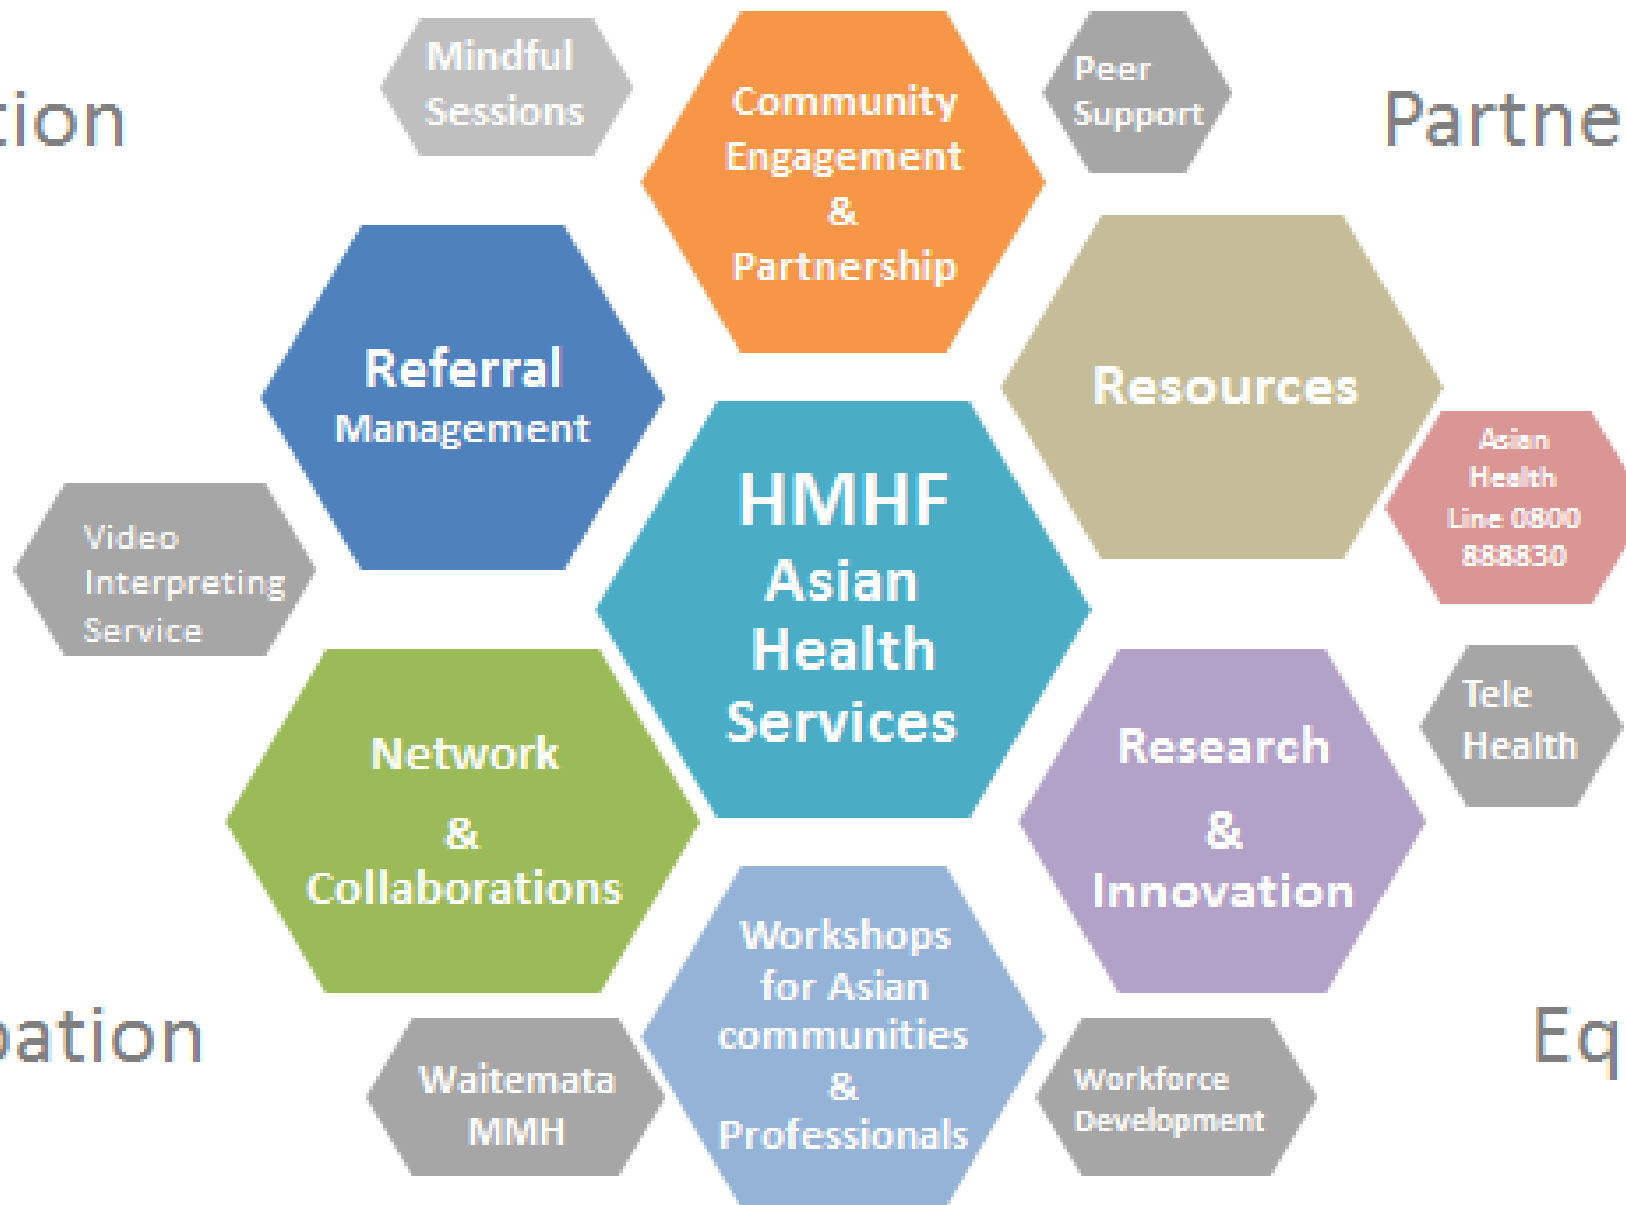 tion
Mindful
Sessions
Community
Engagement
&
Partnership
Peer
Support
Partne
Referral
Management
Resources
Asian
Health
Line 0800
888830
HMHF
Asian
Health
Services
Video
Interpreting
Service
Network
&
Collaborations
Research
&
Innovation
Tele
Health
Workshops
for Asian
communities
&
Professionals
pation
Waitemata
MMH
Workforce
Development
Eq